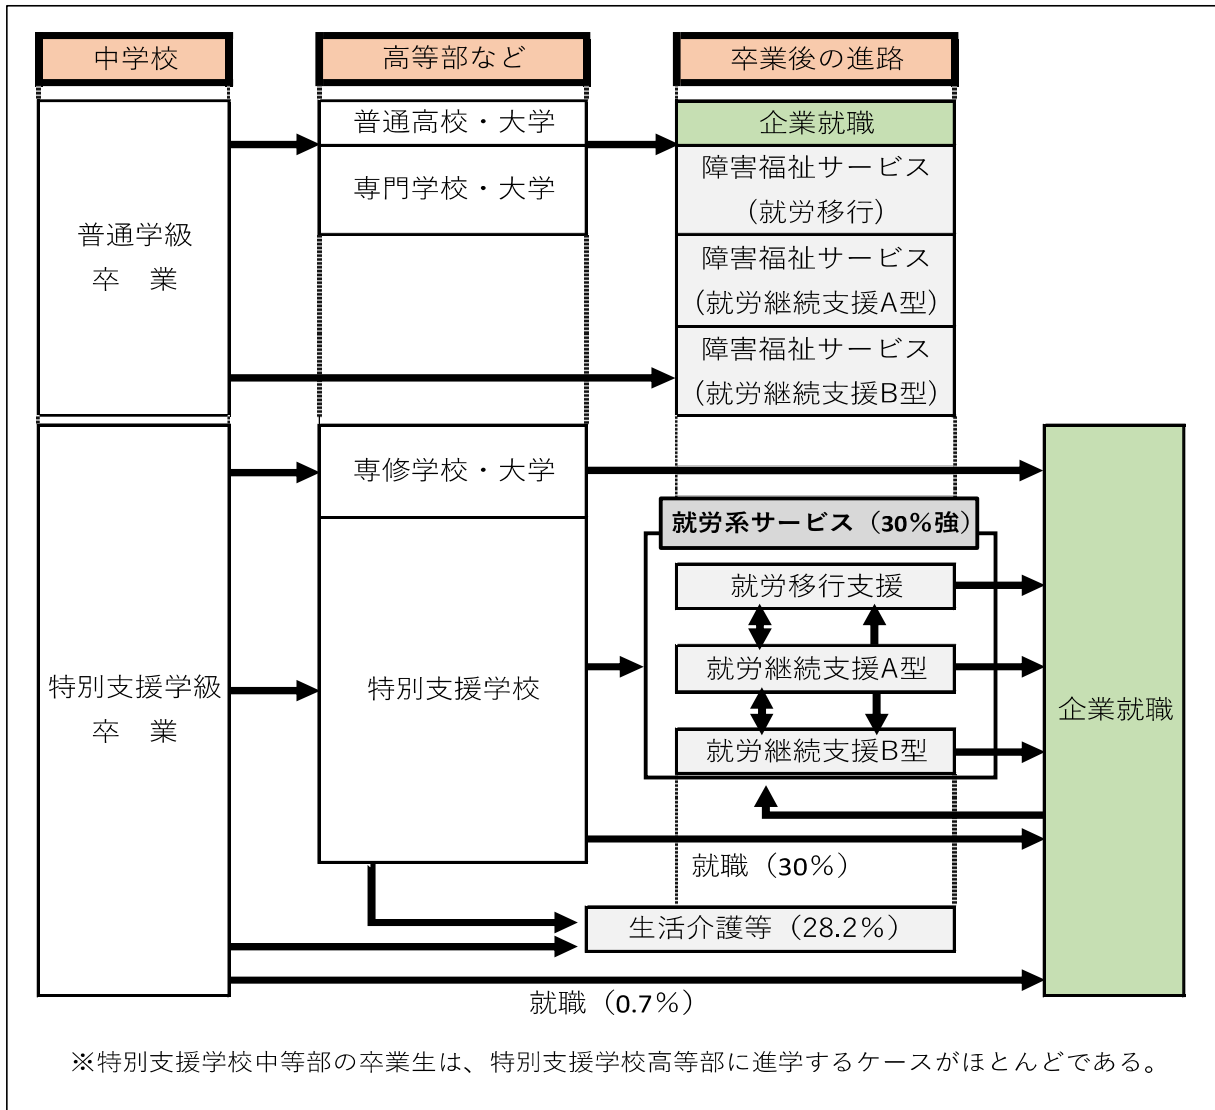 中学校
高等部など
卒業後の進路
普通学級
卒　業
普通高校・大学
専門学校・大学
企業就職
障害福祉サービス
（就労移行）
障害福祉サービス
（就労継続支援A型）
障害福祉サービス
（就労継続支援B型）
特別支援学級
卒　業
専修学校・大学
特別支援学校
就労系サービス（30％強）
就労移行支援
就労継続支援A型
就労継続支援B型
企業就職
就職（30％）
生活介護等（28.2％）
就職（0.7％）
※特別支援学校中等部の卒業生は、特別支援学校高等部に進学するケースがほとんどである。